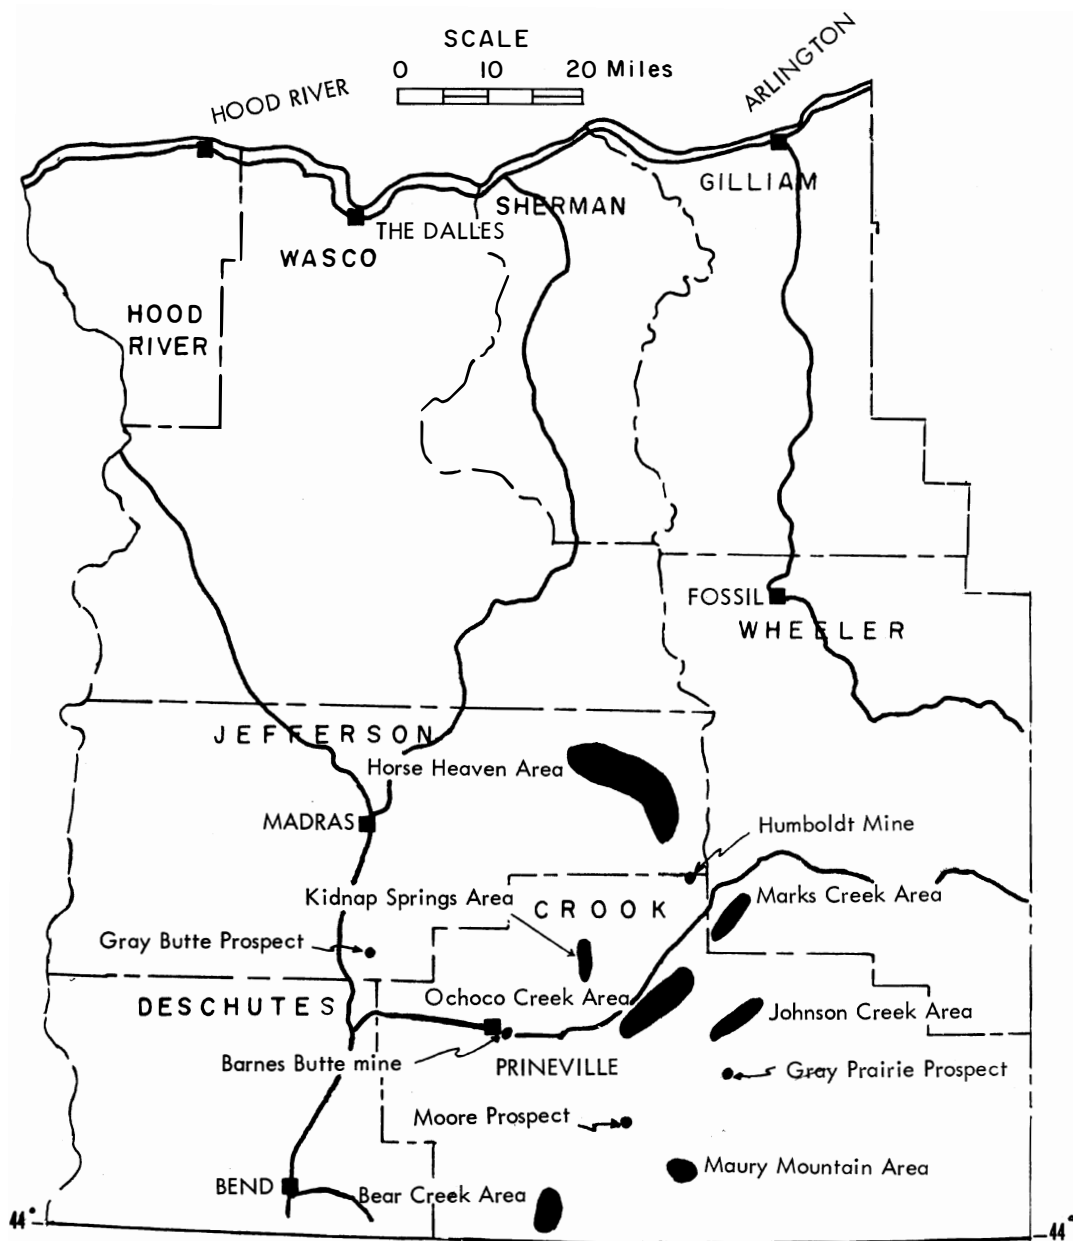 SCALE
0 10 20 Miles
HOOD RIVER
ARLINGTON
GILLIAM
SHERMAN
THE DALLES
WASCO
HOOD
RIVER
FOSSIL
WHEELER
JEFFERSON
Horse Heaven Area
MADRAS
Humboldt Mine
Kidnap Springs Area
CROOK
Marks Creek Area
Gray Butte Prospect
Ochoco Creek Area
DESCHUTES
Johnson Creek Area
Barnes Butte mine
PRINEVILLE
Gray Prairie Prospect
Moore Prospect
Maury Mountain Area
BEND
Bear Creek Area
44°
44°